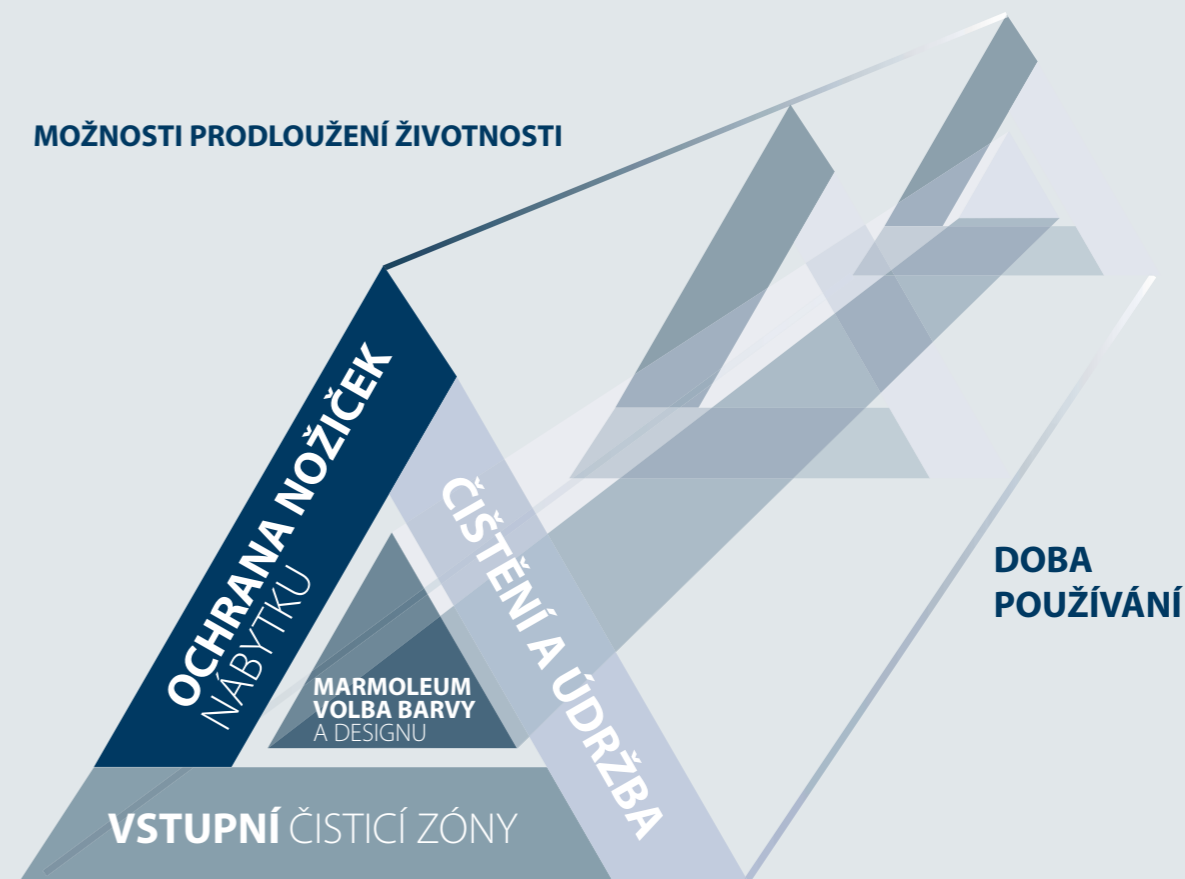 MOŽNOSTI PRODLOUŽENÍ ŽIVOTNOSTI
OCHRANA NOŽIČEK
NÁBYTKU
ČIŠTĚNÍ A ÚDRŽBA
MARMOLEUM
VOLBA BARVY
A DESIGNU
VSTUPNÍ ČISTICÍ ZÓNY
DOBA
POUŽÍVÁNÍ